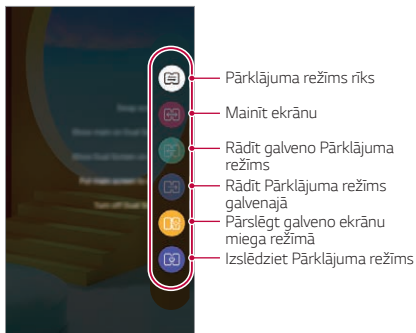 Pārklājuma režīms rīks
Mainīt ekrānu
Rādīt galveno Pārklājuma
režīms
Rādīt Pārklājuma režīms
galvenajā
Pārslēgt galveno ekrānu
miega režīmā
Izslēdziet Pārklājuma režīms